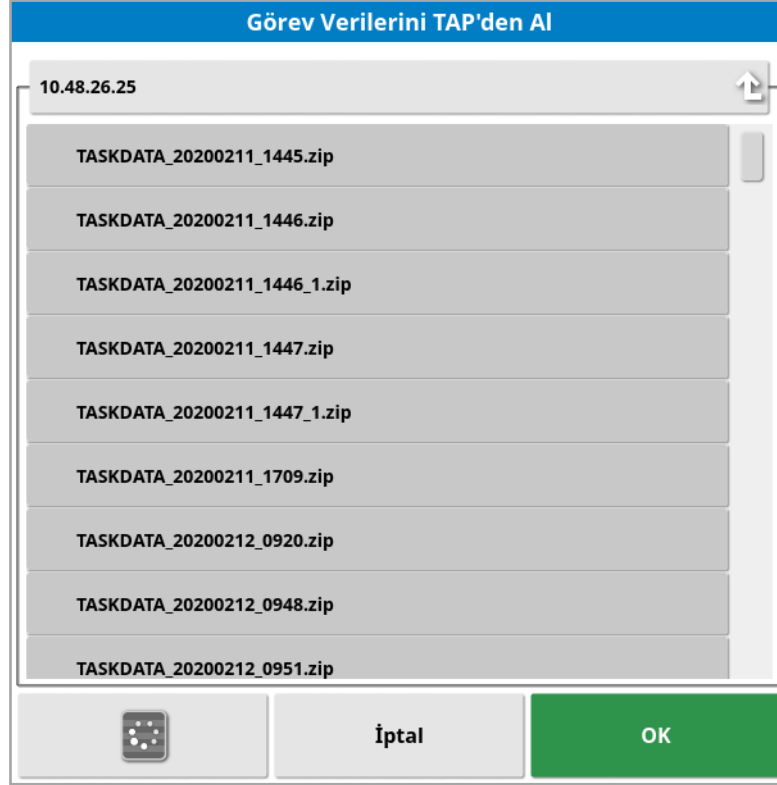 Görev Verilerini TAP'den Al
10.48.26.25
TASKDATA_20200211_1445.zip
TASKDATA_20200211_1446.zip
TASKDATA_20200211_1446_1.zip
TASKDATA_20200211_1447.zip
TASKDATA_20200211_1447_1.zip
TASKDATA_20200211_1709.zip
TASKDATA_20200212_0920.zip
TASKDATA_20200212_0948.zip
TASKDATA_20200212_0951.zip
İptal
OK